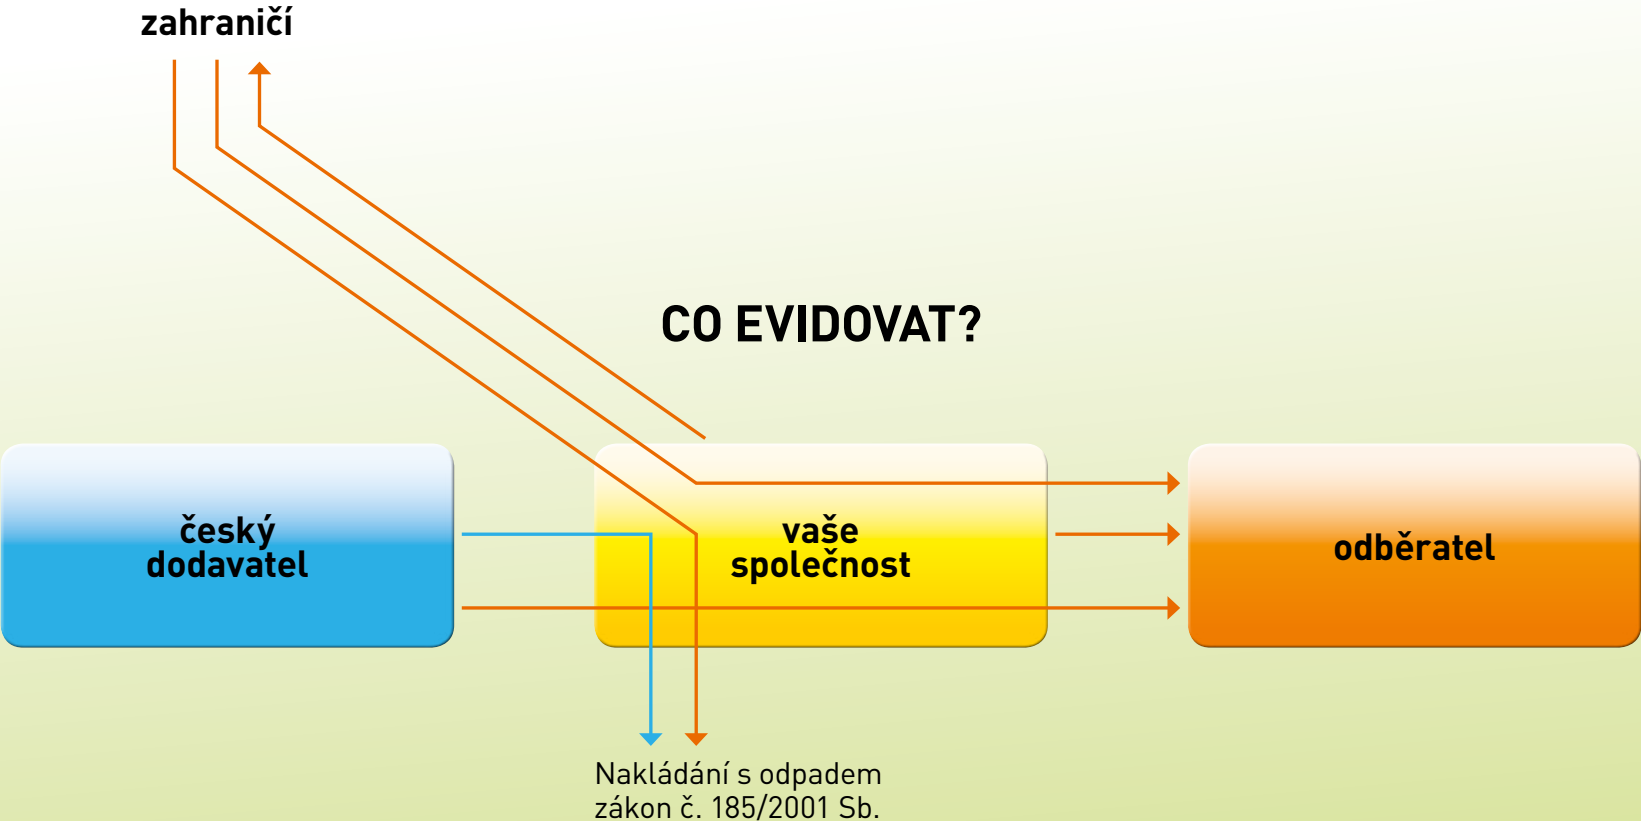 zahraničí
CO EVIDOVAT?
český
dodavatel
vaše
společnost
odběratel
Nakládání s odpadem
zákon č. 185/2001 Sb.